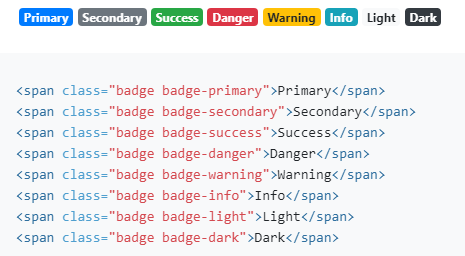 Primary Secondary Success Danger Warning Info Light Dark
<span class="badge badge-primary">Primary</span>
<span class="badge badge-secondary">Secondary</span>
<span class="badge badge-success">Success</span>
<span class="badge badge-danger">Danger</span>
<span class="badge badge-warning">Warning</span>
<span class="badge badge-info">Info</span>
<span class="badge badge-light">Light</span>
<span class="badge badge-dark">Dark</span>